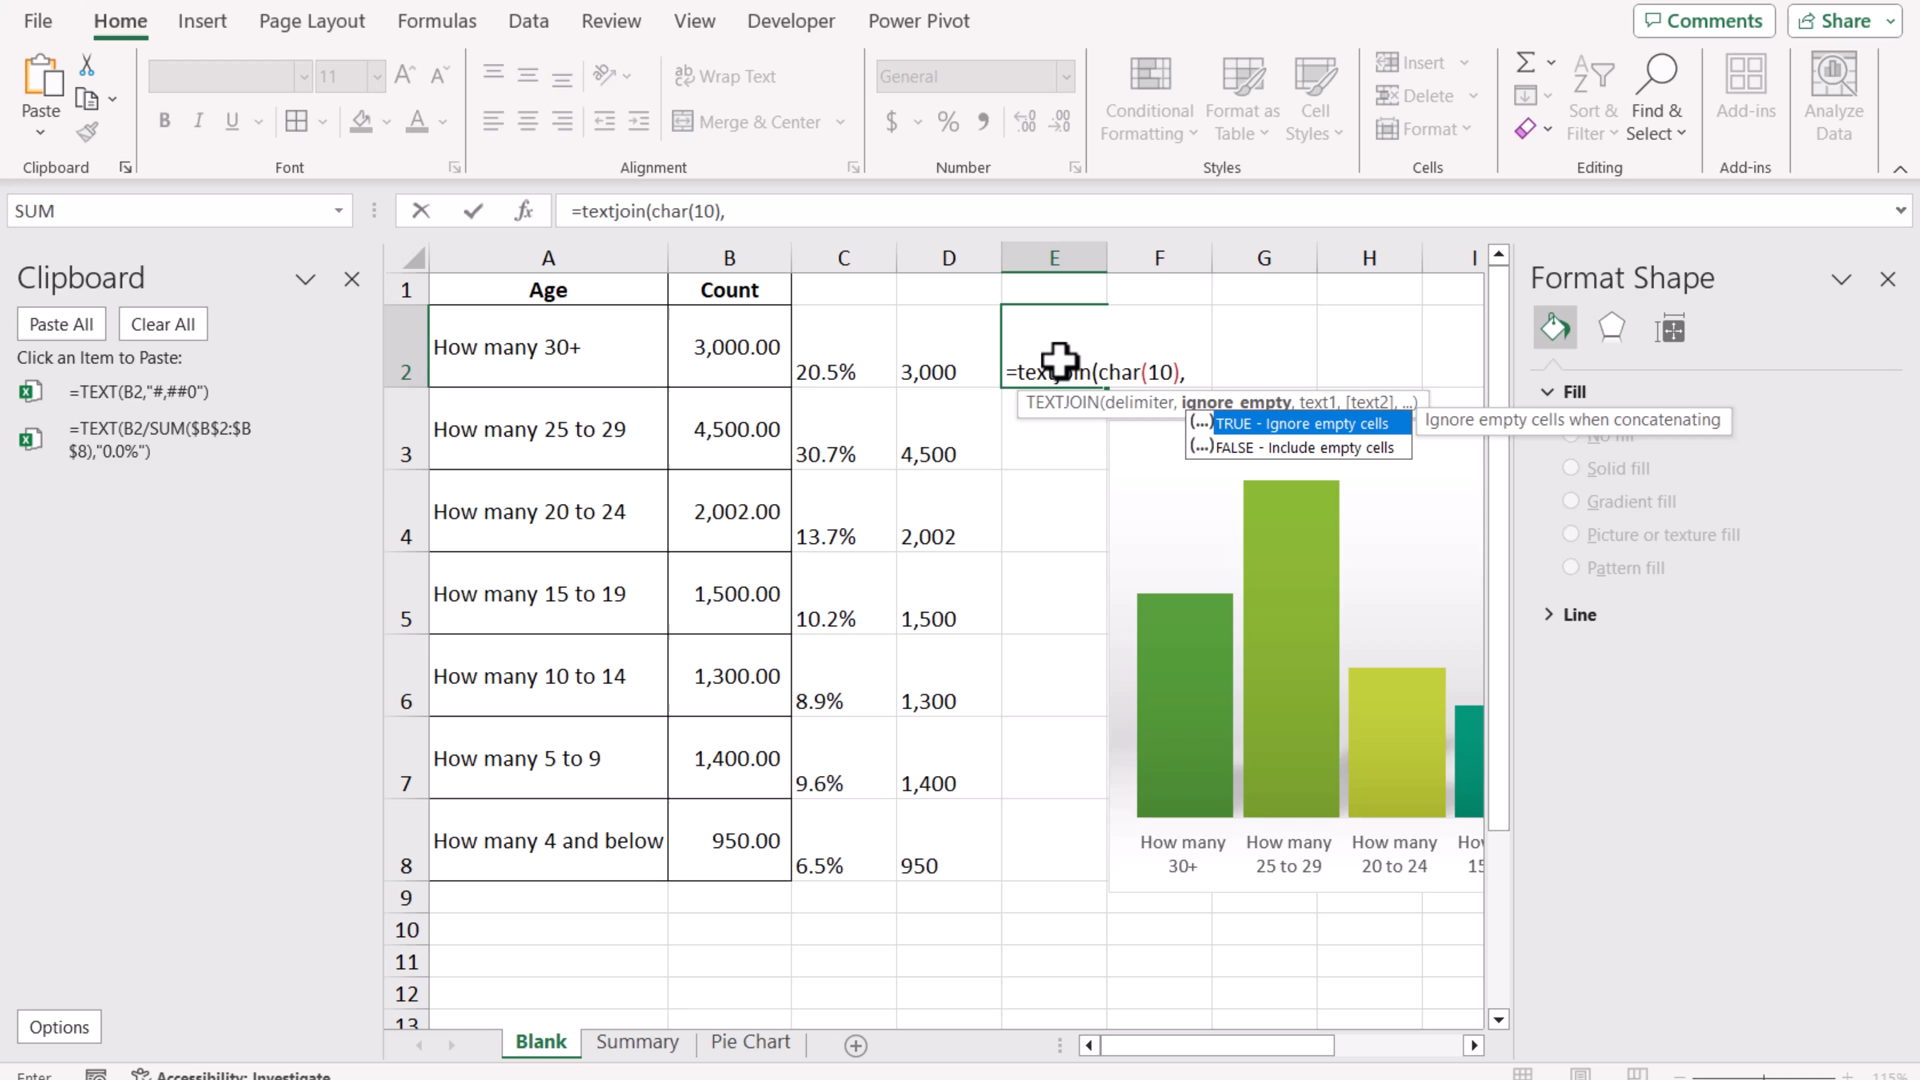 File Home Insert Page Layout Formulas Data Review View Developer Power Pivot Comments Share
Paste
11
Wrap Text
Merge & Center
General
$ % 9
B I U
Conditional Formatting
Format as Table
Cell Styles
Insert
Delete
Format
Sort & Filter
Find & Select
Add-ins
Analyze Data
Clipboard Font Alignment Number Styles Cells Editing Add-ins
SUM
fx
=textjoin(char(10),
Clipboard
Paste All Clear All
Click an Item to Paste:
=TEXT(B2,"#,##0")
=TEXT(B2/SUM($B$2:$B
$8),"0.0%")
Options
A B C D E F G H I
1 Age Count
2 How many 30+ 3,000.00 20.5% 3,000 =textjoin(char(10),
TEXTJOIN(delimiter, ignore_empty, text1, [text2], ...)
(...) TRUE - Ignore empty cells
(...) FALSE - Include empty cells
Ignore empty cells when concatenating
3 How many 25 to 29 4,500.00 30.7% 4,500
4 How many 20 to 24 2,002.00 13.7% 2,002
5 How many 15 to 19 1,500.00 10.2% 1,500
6 How many 10 to 14 1,300.00 8.9% 1,300
7 How many 5 to 9 1,400.00 9.6% 1,400
8 How many 4 and below 950.00 6.5% 950
9
10
11
12
13
How many
30+
How many
25 to 29
How many
20 to 24
Format Shape
Fill
No fill
Solid fill
Gradient fill
Picture or texture fill
Pattern fill
Line
Blank Summary Pie Chart
Enter
Accessibility: Investigate
115%